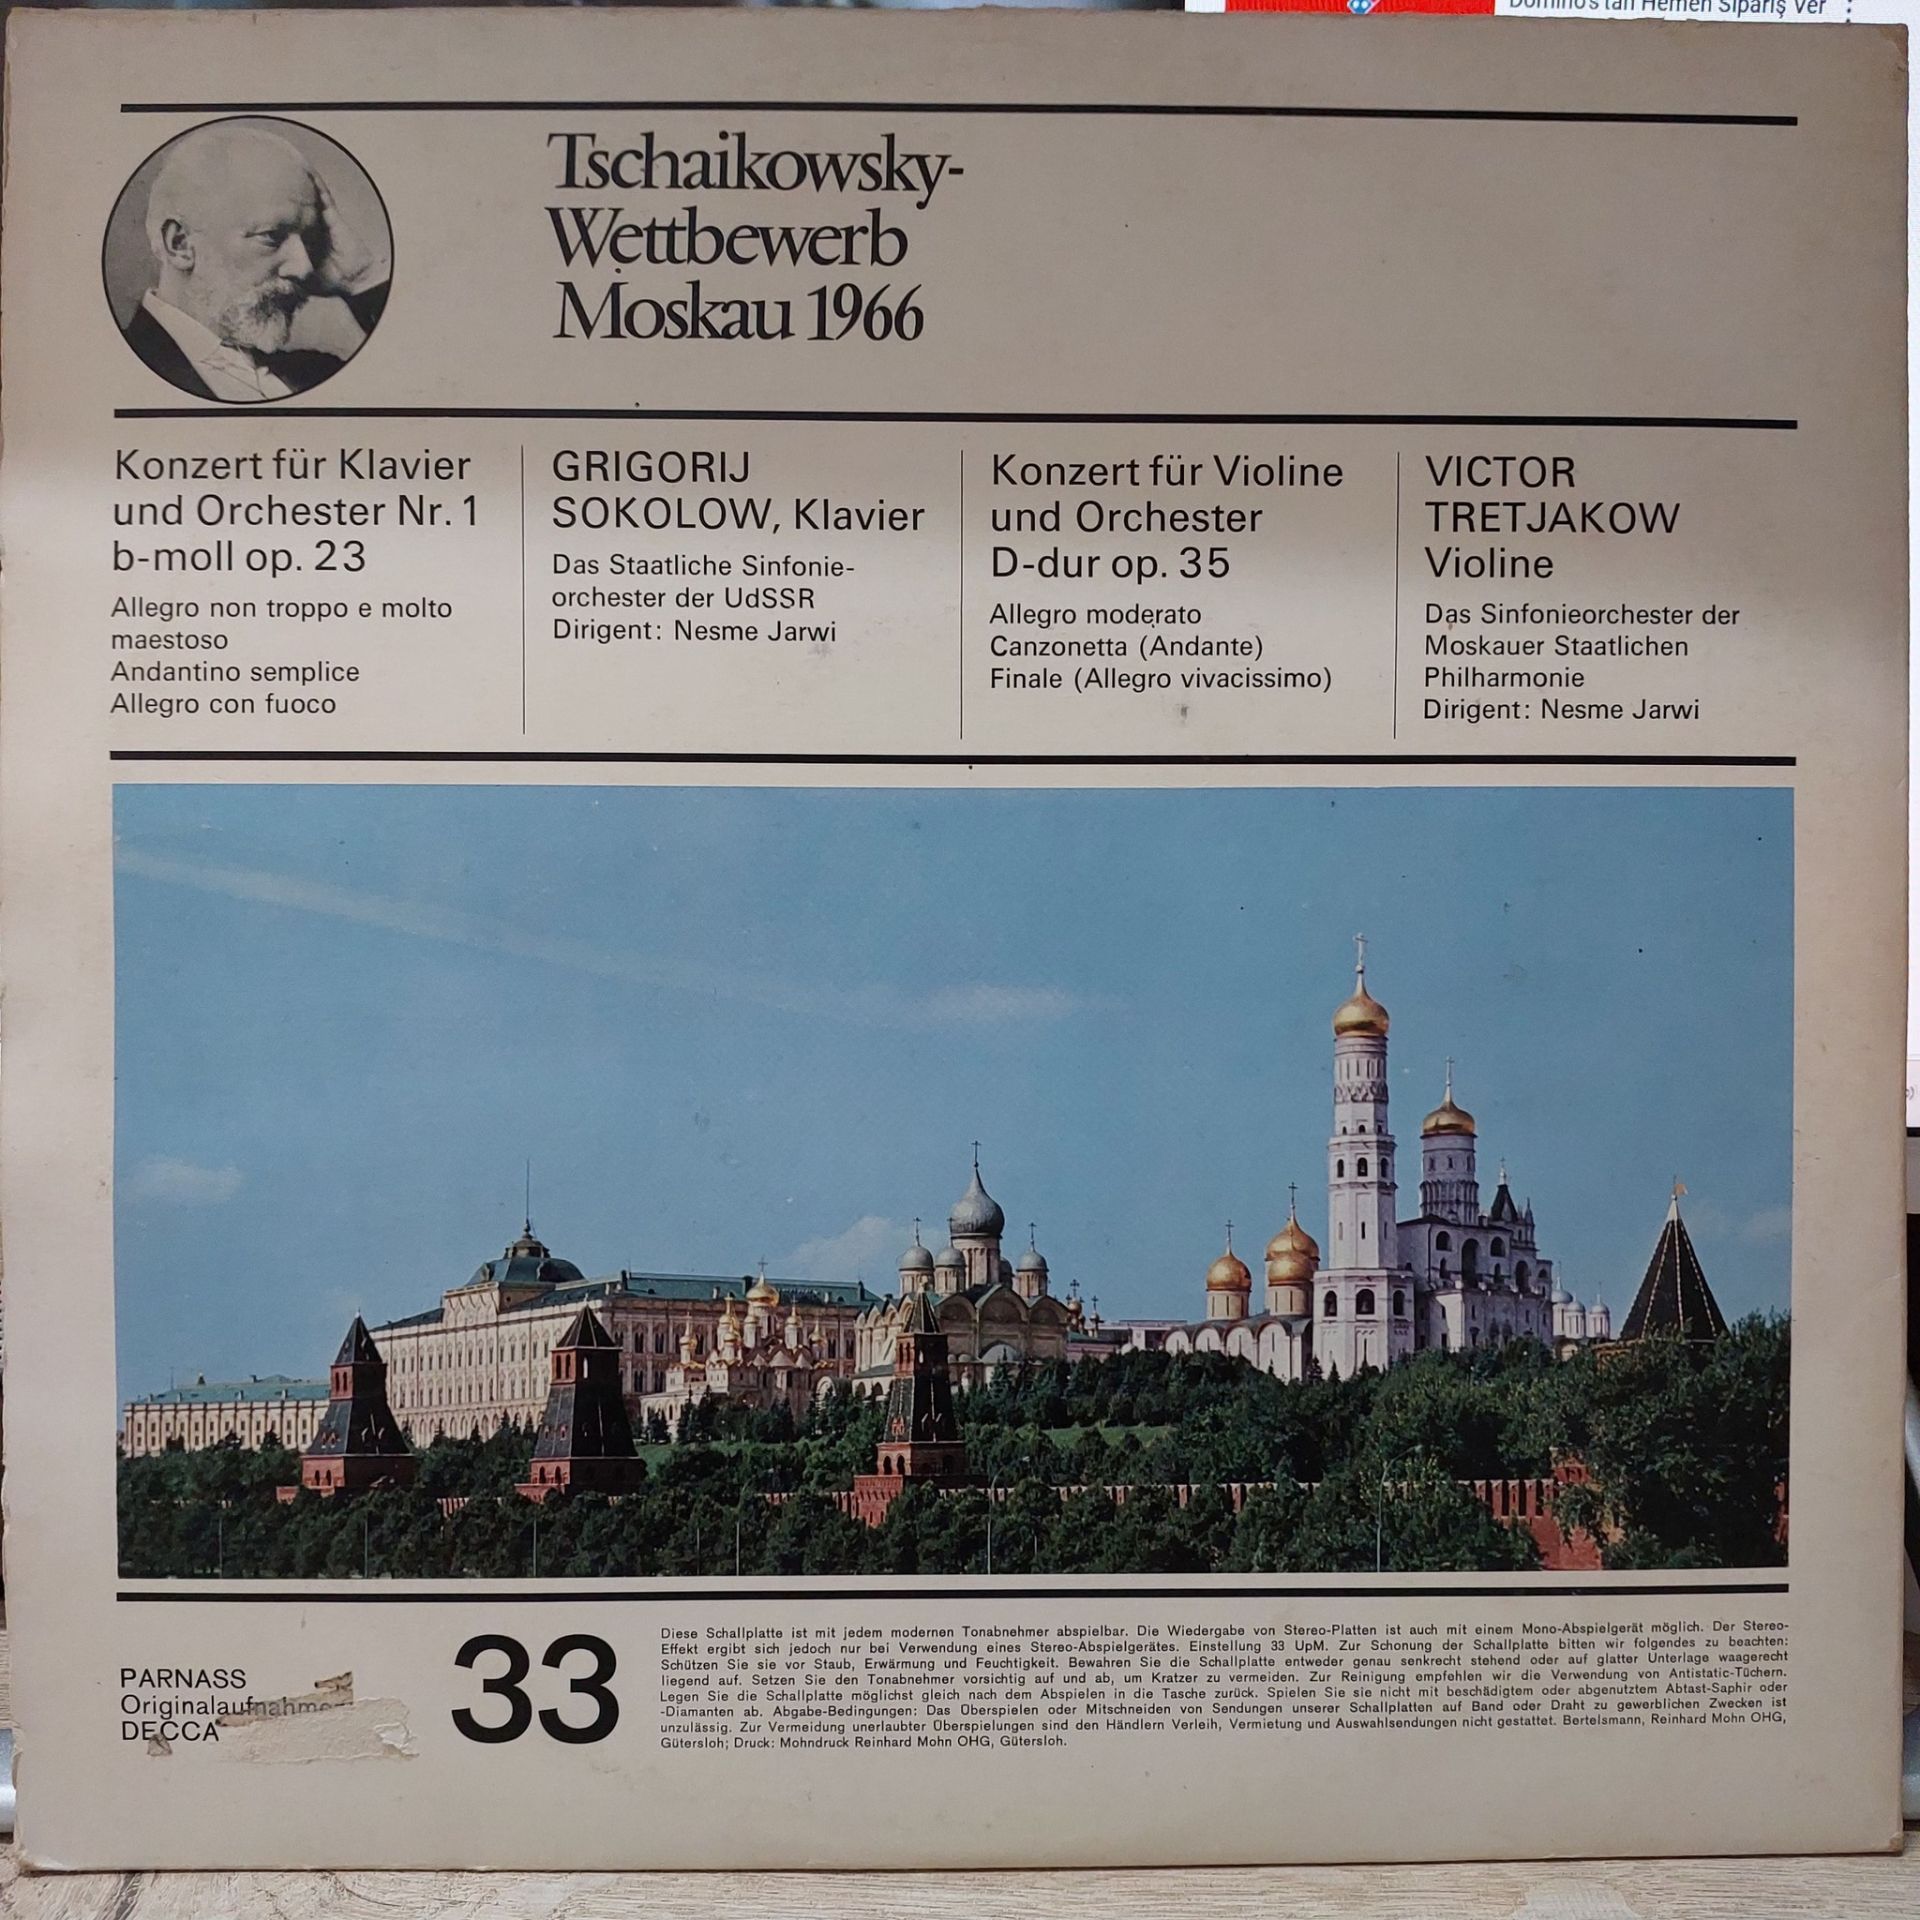 Domino's'tan Hemen Sipariş Ver
Tschaikowsky-
Wettbewerb
Moskau 1966
Konzert für Klavier
und Orchester Nr. 1
b-moll op. 23
Allegro non troppo e molto
maestoso
Andantino semplice
Allegro con fuoco
GRIGORIJ
SOKOLOW, Klavier
Das Staatliche Sinfonie-
orchester der UdSSR
Dirigent: Nesme Jarwi
Konzert für Violine
und Orchester
D-dur op. 35
Allegro moderato
Canzonetta (Andante)
Finale (Allegro vivacissimo)
VICTOR
TRETJAKOW
Violine
Das Sinfonieorchester der
Moskauer Staatlichen
Philharmonie
Dirigent: Nesme Jarwi
PARNASS
Originalaufnahme
DECCA
33
Diese Schallplatte ist mit jedem modernen Tonabnehmer abspielbar. Die Wiedergabe von Stereo-Platten ist auch mit einem Mono-Abspielgerät möglich. Der Stereo-
Effekt ergibt sich jedoch nur bei Verwendung eines Stereo-Abspielgerätes. Einstellung 33 UpM. Zur Schonung der Schallplatte bitten wir folgendes zu beachten:
Schützen Sie sie vor Staub, Erwärmung und Feuchtigkeit. Bewahren Sie die Schallplatte entweder genau senkrecht stehend oder auf glatter Unterlage waagerecht
liegend auf. Setzen Sie den Tonabnehmer vorsichtig auf und ab, um Kratzer zu vermeiden. Zur Reinigung empfehlen wir die Verwendung von Antistatic-Tüchern.
Legen Sie die Schallplatte möglichst gleich nach dem Abspielen in die Tasche zurück. Spielen Sie sie nicht mit beschädigtem oder abgenutztem Abtast-Saphir oder
-Diamanten ab. Abgabe-Bedingungen: Das Überspielen oder Mitschneiden von Sendungen unserer Schallplatten auf Band oder Draht zu gewerblichen Zwecken ist
unzulässig. Zur Vermeidung unerlaubter Überspielungen sind den Händlern Verleih, Vermietung und Auswahlsendungen nicht gestattet. Bertelsmann, Reinhard Mohn OHG,
Gütersloh; Druck: Mohndruck Reinhard Mohn OHG, Gütersloh.